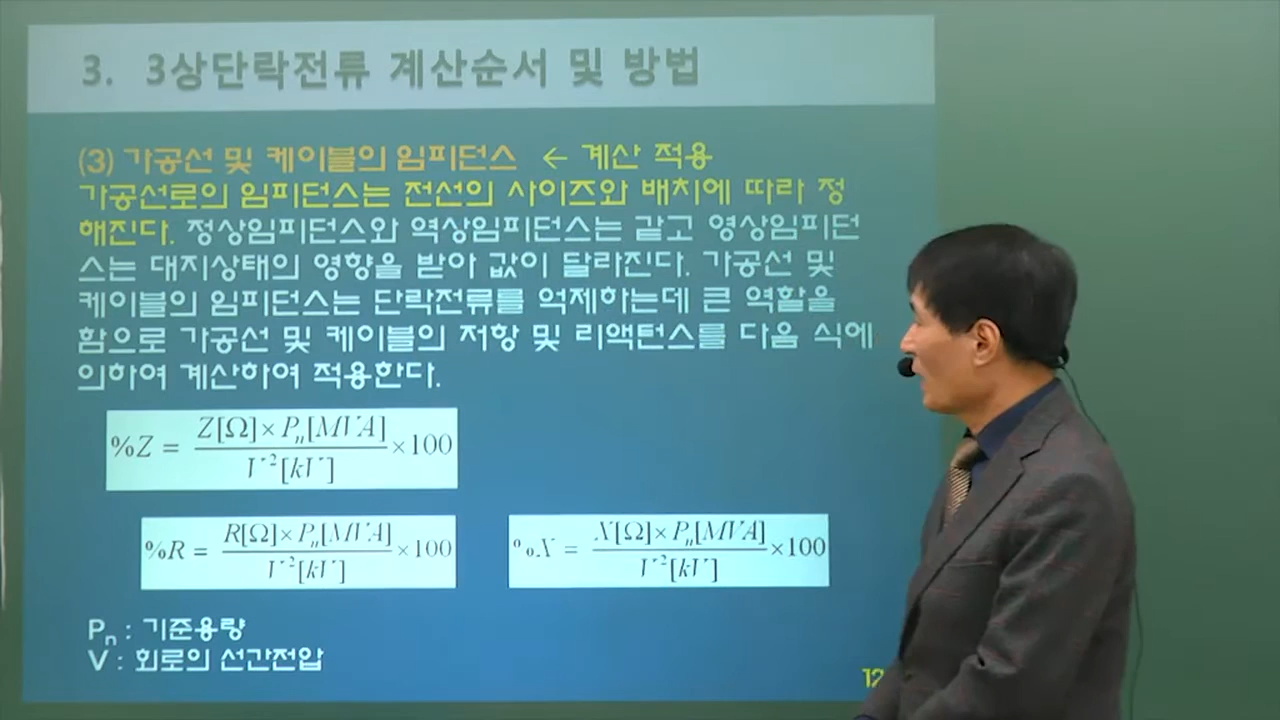 3. 3상단락전류 계산순서 및 방법
(3) 가공선 및 케이블의 임피던스 ← 계산 적용
가공선로의 임피던스는 전선의 사이즈와 배치에 따라 정
해진다. 정상임피던스와 역상임피던스는 같고 영상임피던
스는 대지상태의 영향을 받아 값이 달라진다. 가공선 및
케이블의 임피던스는 단락전류를 억제하는데 큰 역할을
함으로 가공선 및 케이블의 저항 및 리액턴스를 다음 식에
의하여 계산하여 적용한다.
%Z = Z[Ω]×Pₙ[MVA] / V²[kV] ×100
%R = R[Ω]×Pₙ[MVA] / V²[kV] ×100
%X = X[Ω]×Pₙ[MVA] / V²[kV] ×100
Pₙ : 기준용량
V : 회로의 선간전압
12